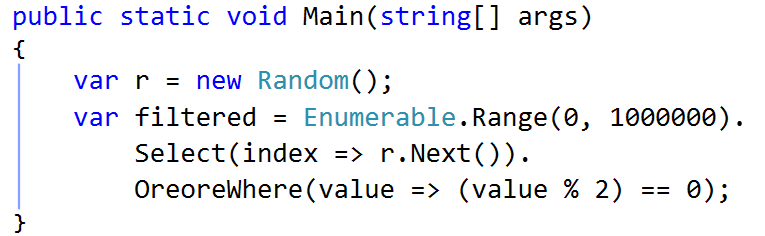 public static void Main(string[] args)
{
    var r = new Random();
    var filtered = Enumerable.Range(0, 1000000).
        Select(index => r.Next()).
        OreoreWhere(value => (value % 2) == 0);
}